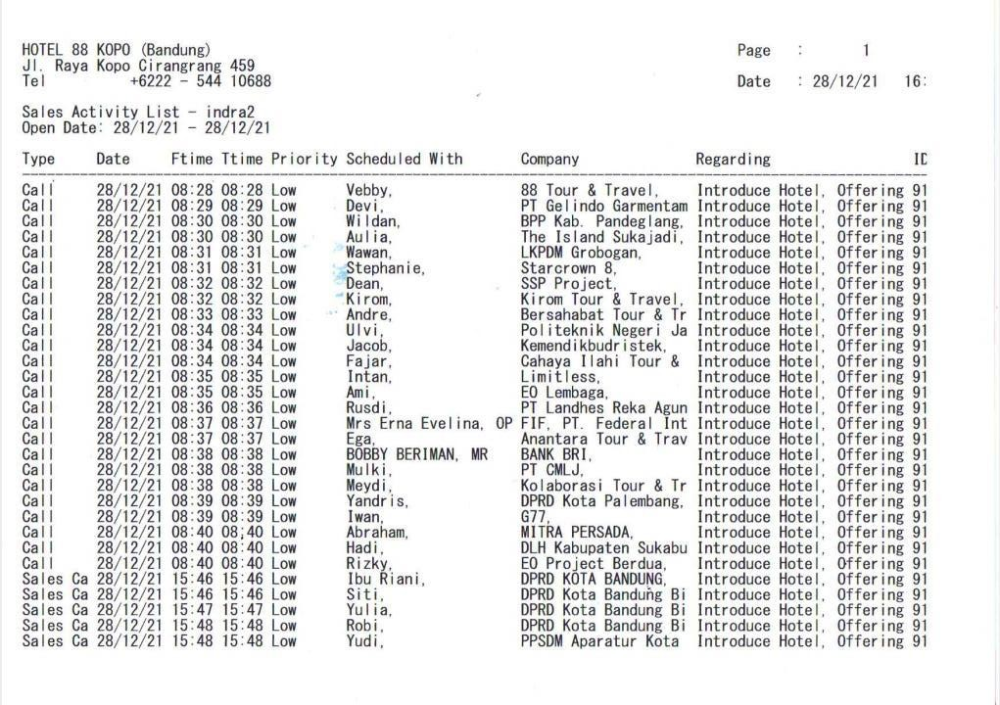 HOTEL 88 KOPO (Bandung) Page : 1
Jl. Raya Kopo Cirangrang 459
Tel +6222 - 544 10688 Date : 28/12/21 16:
Sales Activity List - indra2
Open Date: 28/12/21 - 28/12/21
Type Date Ftime Ttime Priority Scheduled With Company Regarding ID
Call 28/12/21 08:28 08:28 Low Vebby, 88 Tour & Travel, Introduce Hotel, Offering 91
Call 28/12/21 08:29 08:29 Low Devi, PT Gelindo Garmentam Introduce Hotel, Offering 91
Call 28/12/21 08:30 08:30 Low Wildan, BPP Kab. Pandeglang, Introduce Hotel, Offering 91
Call 28/12/21 08:30 08:30 Low Aulia, The Island Sukajadi, Introduce Hotel, Offering 91
Call 28/12/21 08:31 08:31 Low Wawan, LKPDM Grobogan, Introduce Hotel, Offering 91
Call 28/12/21 08:31 08:31 Low Stephanie, Starcrown 8, Introduce Hotel, Offering 91
Call 28/12/21 08:32 08:32 Low Dean, SSP Project, Introduce Hotel, Offering 91
Call 28/12/21 08:32 08:32 Low Kirom, Kirom Tour & Travel, Introduce Hotel, Offering 91
Call 28/12/21 08:33 08:33 Low Andre, Bersahabat Tour & Tr Introduce Hotel, Offering 91
Call 28/12/21 08:34 08:34 Low Ulvi, Politeknik Negeri Ja Introduce Hotel, Offering 91
Call 28/12/21 08:34 08:34 Low Jacob, Kemendikbudristek, Introduce Hotel, Offering 91
Call 28/12/21 08:34 08:34 Low Fajar, Cahaya Ilahi Tour & Introduce Hotel, Offering 91
Call 28/12/21 08:35 08:35 Low Intan, Limitless, Introduce Hotel, Offering 91
Call 28/12/21 08:35 08:35 Low Ami, EO Lembaga, Introduce Hotel, Offering 91
Call 28/12/21 08:36 08:36 Low Rusdi, PT Landhes Reka Agun Introduce Hotel, Offering 91
Call 28/12/21 08:37 08:37 Low Mrs Erna Evelina, OP FIF, PT. Federal Int Introduce Hotel, Offering 91
Call 28/12/21 08:37 08:37 Low Ega, Anantara Tour & Trav Introduce Hotel, Offering 91
Call 28/12/21 08:38 08:38 Low BOBBY BERIMAN, MR BANK BRI, Introduce Hotel, Offering 91
Call 28/12/21 08:38 08:38 Low Mulki, PT CMLJ, Introduce Hotel, Offering 91
Call 28/12/21 08:38 08:38 Low Meydi, Kolaborasi Tour & Tr Introduce Hotel, Offering 91
Call 28/12/21 08:39 08:39 Low Yandris, DPRD Kota Palembang, Introduce Hotel, Offering 91
Call 28/12/21 08:39 08:39 Low Iwan, G77, Introduce Hotel, Offering 91
Call 28/12/21 08:40 08:40 Low Abraham, MITRA PERSADA, Introduce Hotel, Offering 91
Call 28/12/21 08:40 08:40 Low Hadi, DLH Kabupaten Sukabu Introduce Hotel, Offering 91
Call 28/12/21 08:40 08:40 Low Rizky, EO Project Berdua, Introduce Hotel, Offering 91
Sales Ca 28/12/21 15:46 15:46 Low Ibu Riani, DPRD KOTA BANDUNG, Introduce Hotel, Offering 91
Sales Ca 28/12/21 15:46 15:46 Low Siti, DPRD Kota Bandung Bi Introduce Hotel, Offering 91
Sales Ca 28/12/21 15:47 15:47 Low Yulia, DPRD Kota Bandung Bi Introduce Hotel, Offering 91
Sales Ca 28/12/21 15:48 15:48 Low Robi, DPRD Kota Bandung Bi Introduce Hotel, Offering 91
Sales Ca 28/12/21 15:48 15:48 Low Yudi, PPSDM Aparatur Kota Introduce Hotel, Offering 91